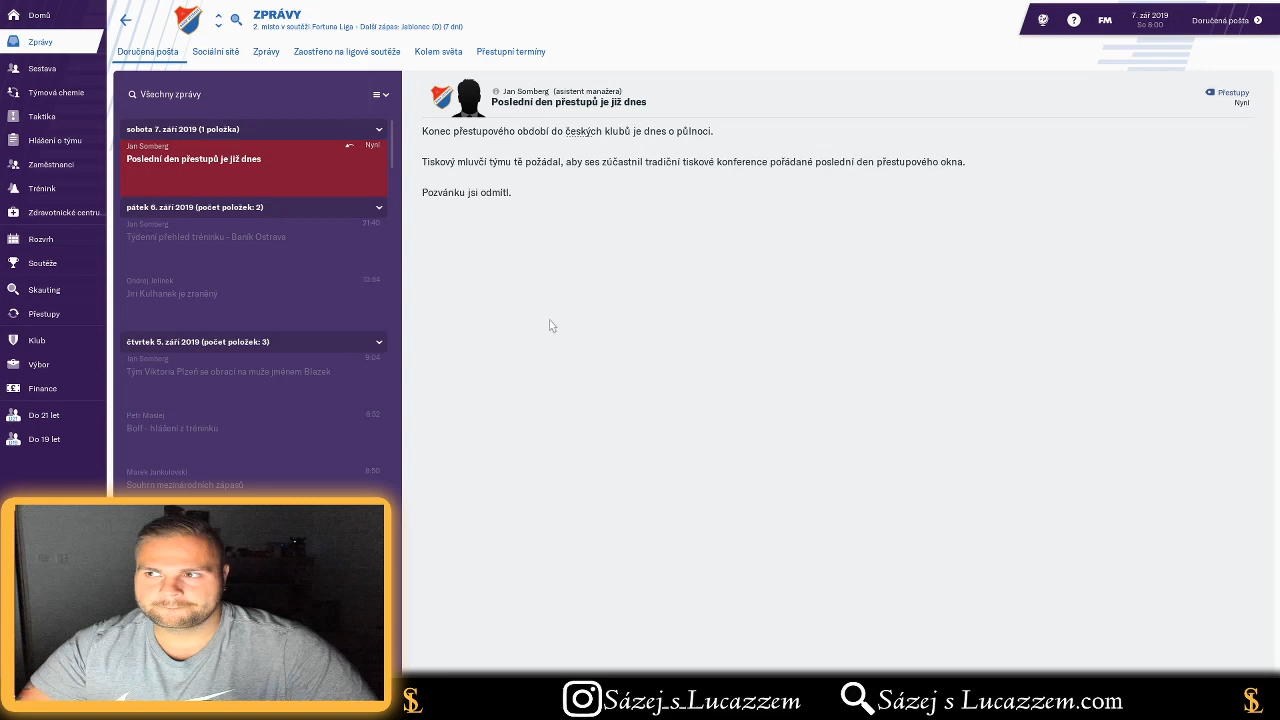 Domů
Zprávy
Sestava
Týmová chemie
Taktika
Hlášení o týmu
Zaměstnanci
Trénink
Zdravotnické centru...
Rozvrh
Soutěže
Skauting
Přestupy
Klub
Výbor
Finance
Do 21 let
Do 19 let
ZPRÁVY
2. místo v soutěži Fortuna Liga - Další zápas: Jablonec (D) (7 dní)
FM
7. zář 2019
So 8:00
Doručená pošta
Doručená pošta
Sociální sítě
Zprávy
Zaostřeno na ligové soutěže
Kolem světa
Přestupní termíny
Všechny zprávy
sobota 7. září 2019 (1 položka)
Jan Somberg
Nyní
Poslední den přestupů je již dnes
pátek 6. září 2019 (počet položek: 2)
Jan Somberg
21:40
Týdenní přehled tréninku - Baník Ostrava
Ondrej Jelinek
Jiri Kulhanek je zraněný
čtvrtek 5. září 2019 (počet položek: 3)
Jan Somberg
9:04
Tým Viktoria Plzeň se obrací na muže jménem Blazek
Petr Maslej
8:52
Bolf - hlášení z tréninku
Marek Jankulovski
8:50
Souhrn mezinárodních zápasů
Jan Somberg (asistent manažera)
Poslední den přestupů je již dnes
Přestupy
Nyní
Konec přestupového období do českých klubů je dnes o půlnoci.
Tiskový mluvčí týmu tě požádal, aby ses zúčastnil tradiční tiskové konference pořádané poslední den přestupového okna.
Pozvánku jsi odmítl.
Sázej_s_Lucazzem
Sázej s Lucazzem.com